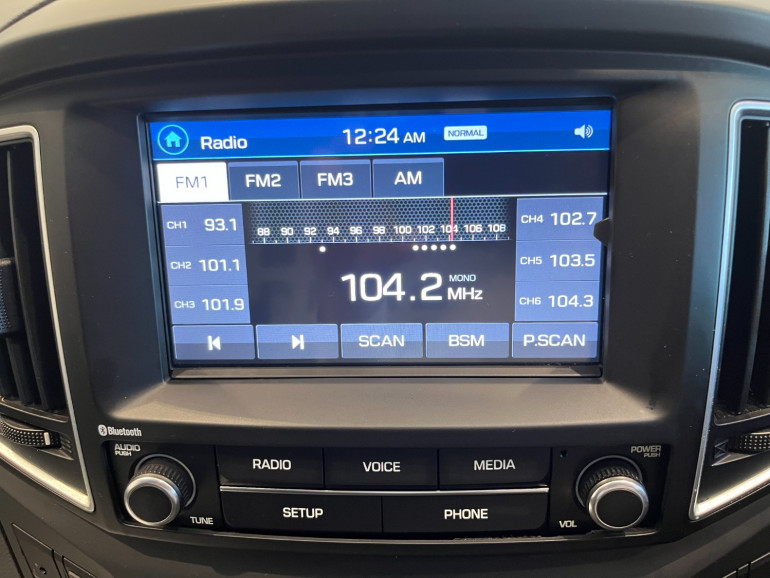 Radio 12:24 AM NORMAL
FM1 FM2 FM3 AM
CH1 93.1
CH2 101.1
CH3 101.9
88 90 92 94 96 98 100 102 104 106 108
104.2 MONO MHz
CH4 102.7
CH5 103.5
CH6 104.3
SCAN BSM P.SCAN
Bluetooth
AUDIO
PUSH
TUNE
RADIO VOICE MEDIA
SETUP PHONE
POWER
PUSH
VOL